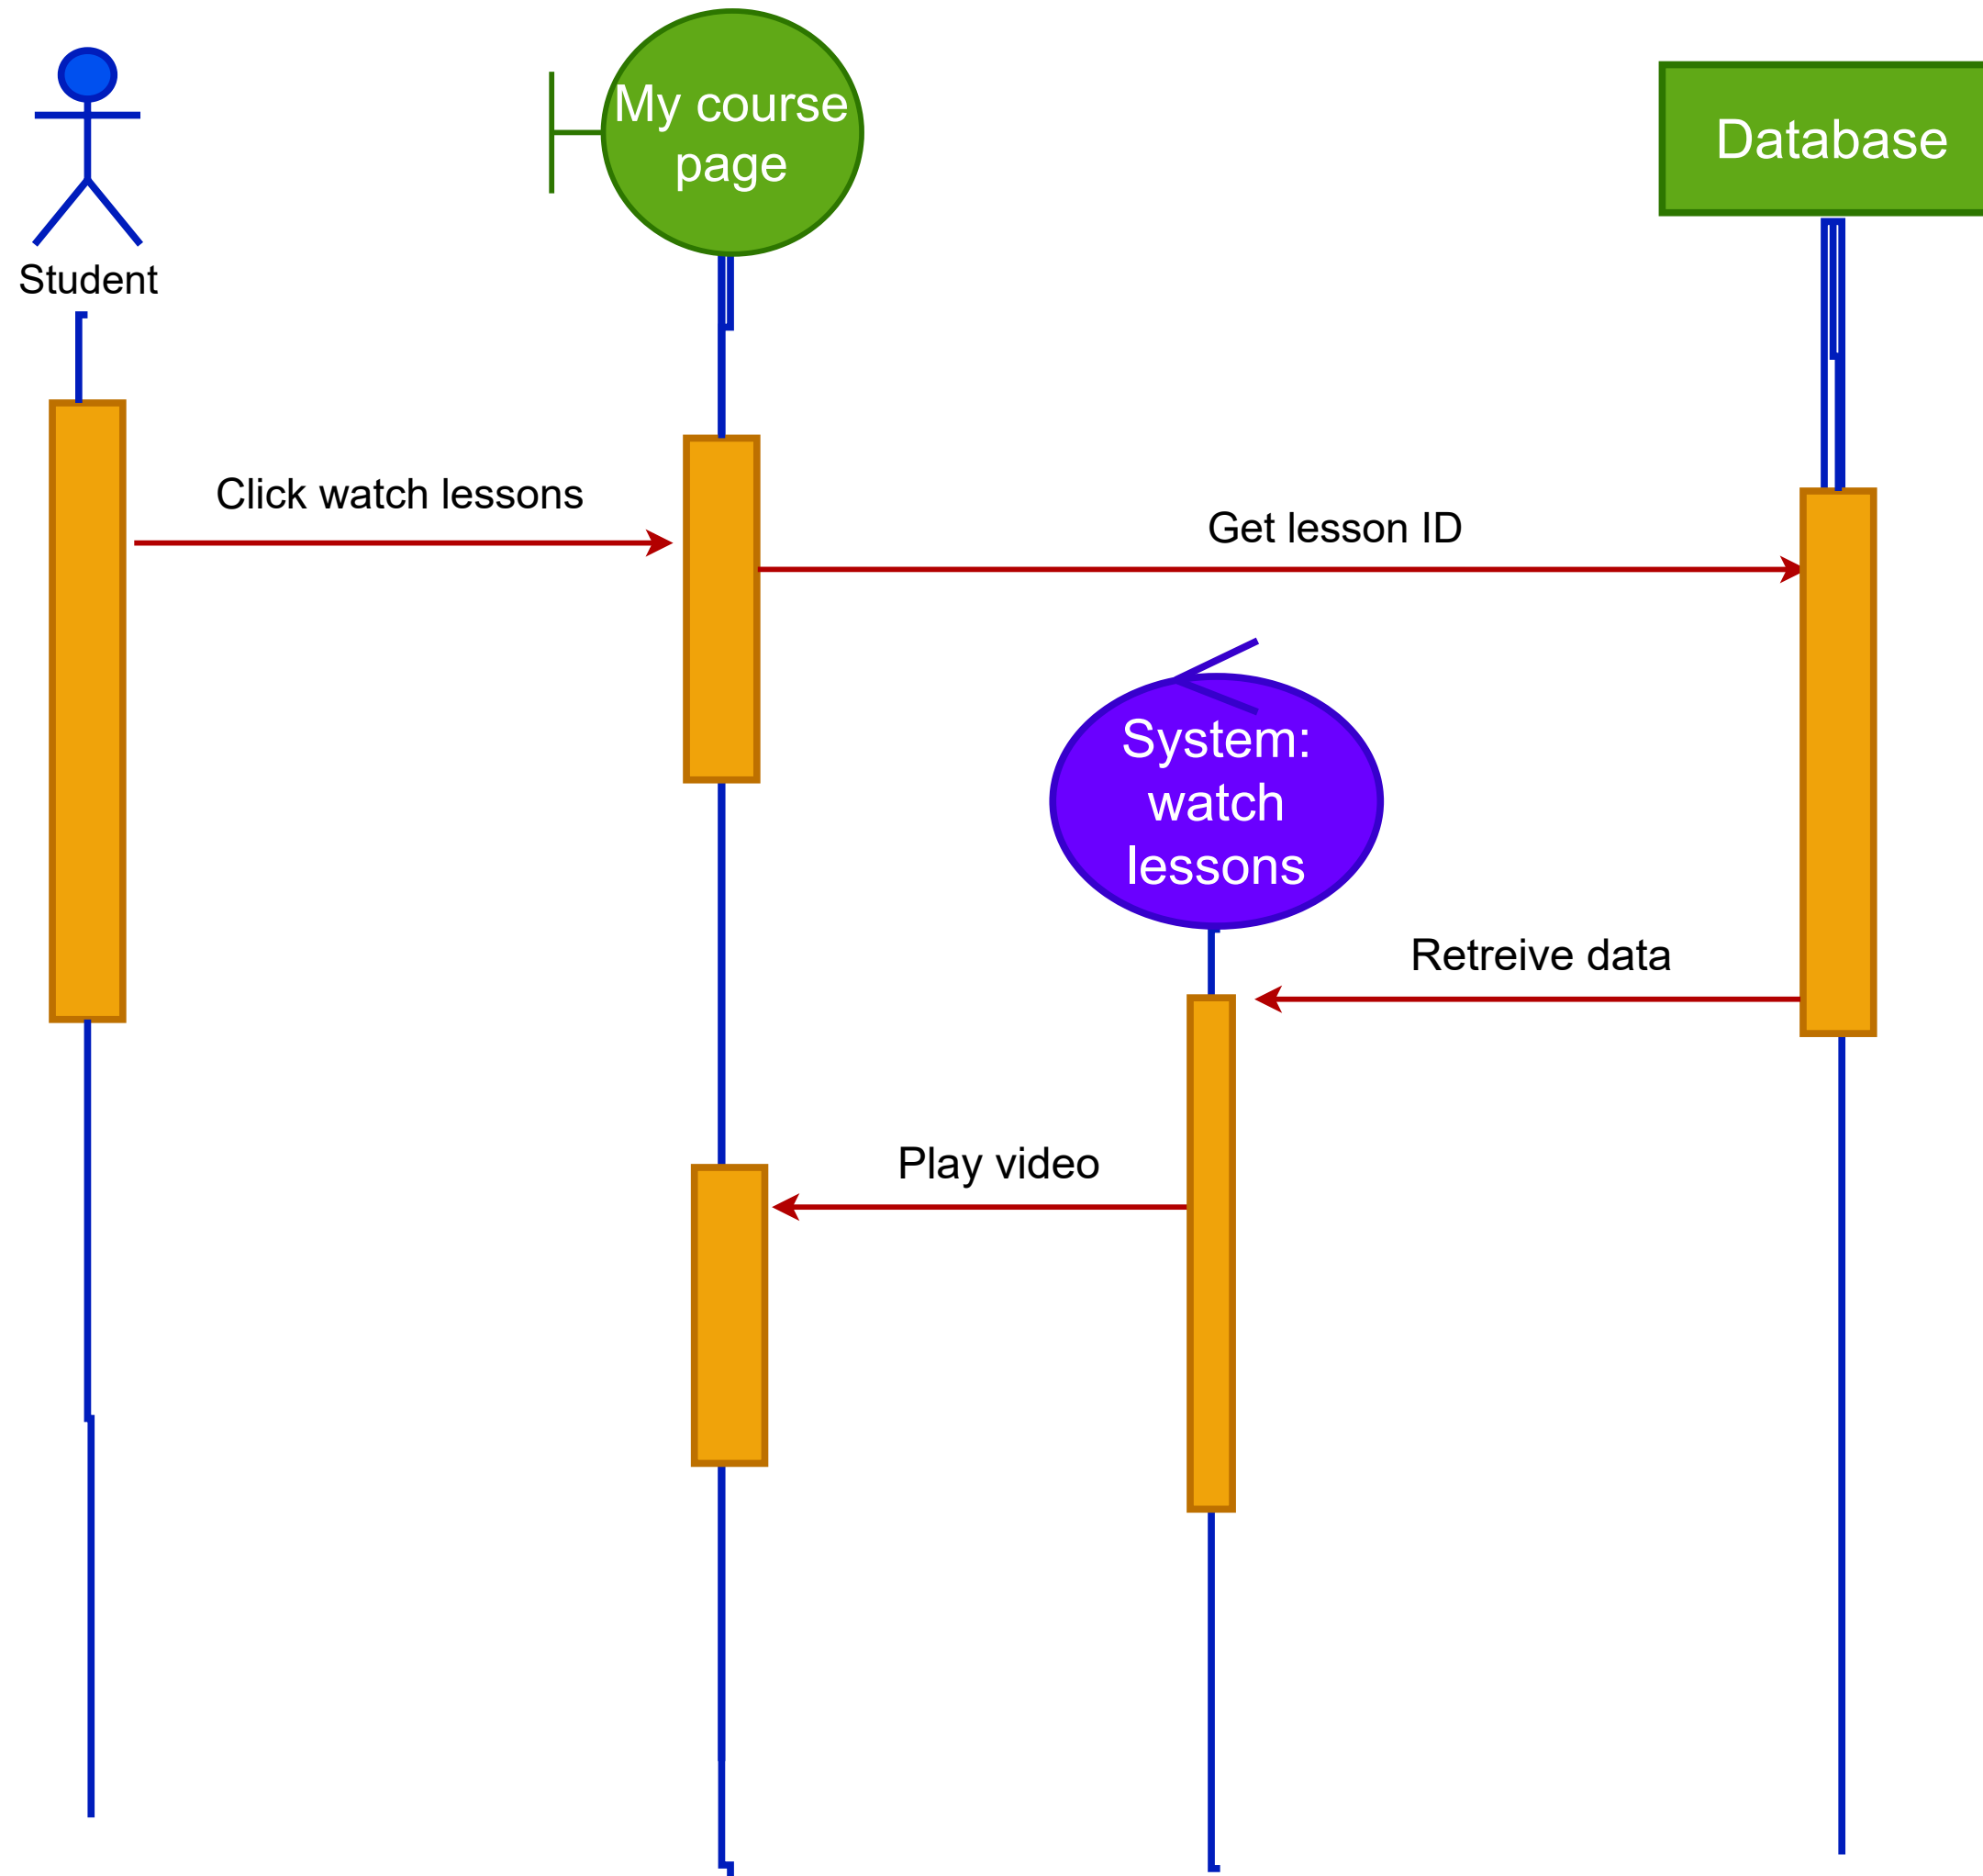 My course
page
Database
Student
Click watch lessons
Get lesson ID
System:
watch
lessons
Retreive data
Play video